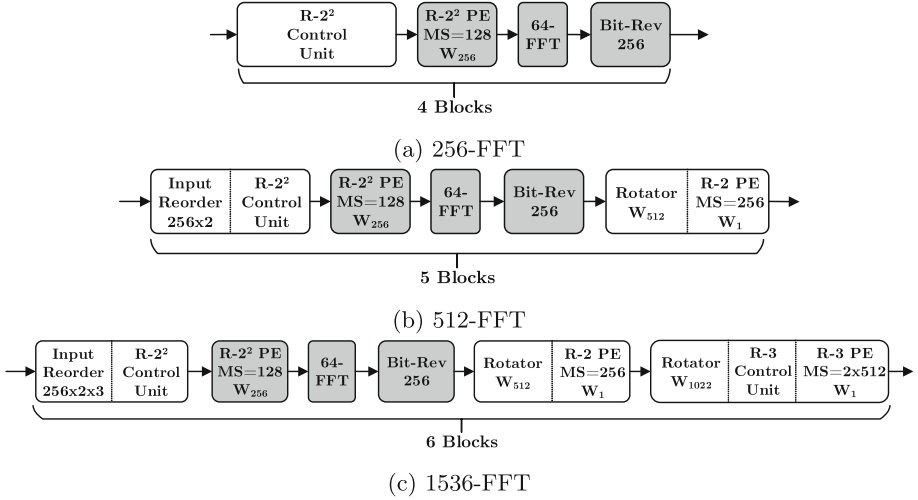 R-2² Control Unit
R-2² PE MS=128 W₂₅₆
64-FFT
Bit-Rev 256
4 Blocks
(a) 256-FFT
Input Reorder 256x2
R-2² Control Unit
R-2² PE MS=128 W₂₅₆
64-FFT
Bit-Rev 256
Rotator W₅₁₂
R-2 PE MS=256 W₁
5 Blocks
(b) 512-FFT
Input Reorder 256x2x3
R-2² Control Unit
R-2² PE MS=128 W₂₅₆
64-FFT
Bit-Rev 256
Rotator W₅₁₂
R-2 PE MS=256 W₁
Rotator W₁₀₂₂
R-3 Control Unit
R-3 PE MS=2x512 W₁
6 Blocks
(c) 1536-FFT